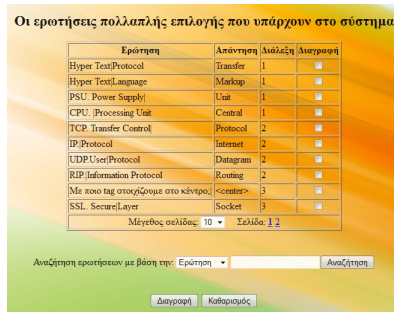 Οι ερωτήσεις πολλαπλής επιλογής που υπάρχουν στο σύστημα
Ερώτηση Απάντηση Διάλεξη Διαγραφή
Hyper Text|Protocol Transfer 1
Hyper Text|Language Markup 1
PSU. Power Supply| Unit 1
CPU. |Processing Unit Central 1
TCP. Transfer Control| Protocol 2
IP.|Protocol Internet 2
UDP.User|Protocol Datagram 2
RIP.|Information Protocol Routing 2
Με ποιο tag στοιχίζουμε στο κέντρο;| <center> 3
SSL. Secure|Layer Socket 3
Μέγεθος σελίδας: 10 Σελίδα: 1 2
Αναζήτηση ερωτήσεων με βάση την: Ερώτηση Αναζήτηση
Διαγραφή Καθαρισμός